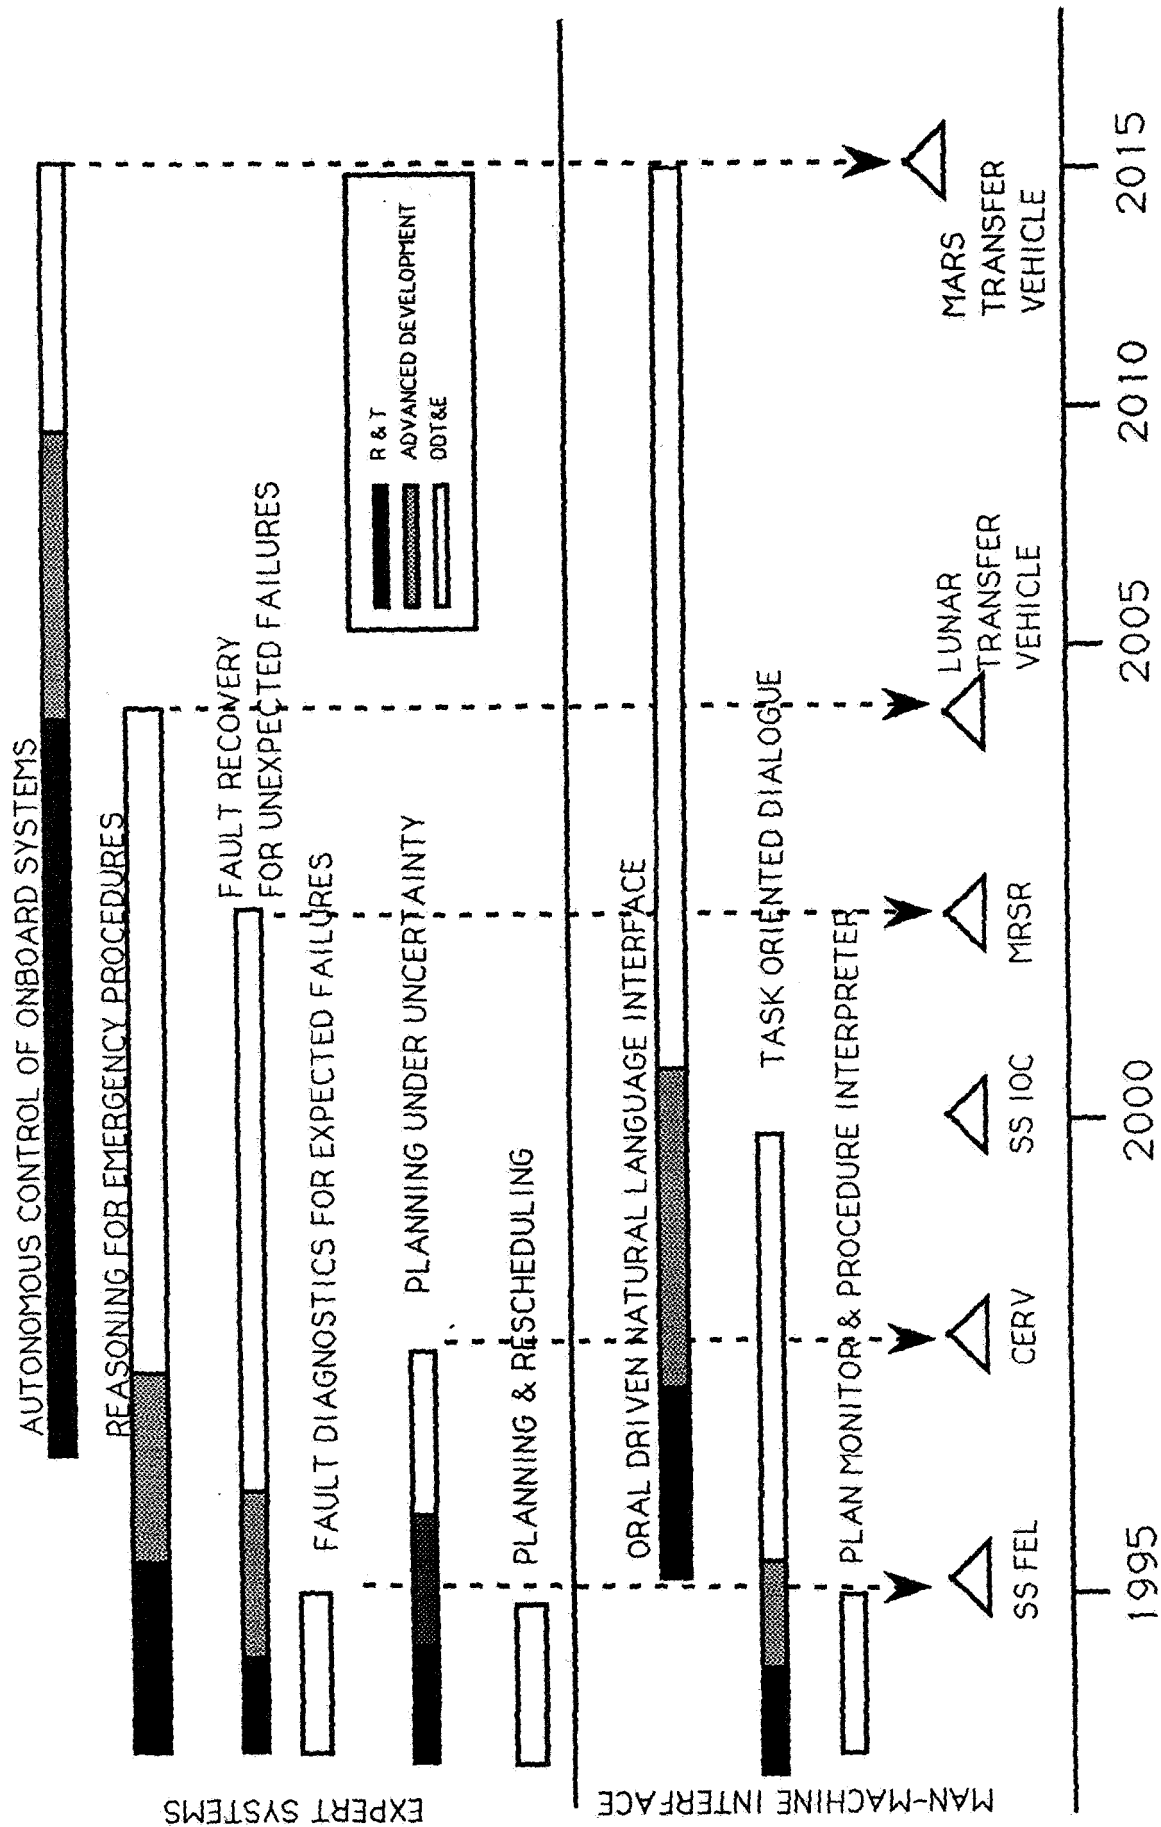 EXPERT SYSTEMS
AUTONOMOUS CONTROL OF ONBOARD SYSTEMS
REASONING FOR EMERGENCY PROCEDURES
FAULT RECOVERY
FOR UNEXPECTED FAILURES
FAULT DIAGNOSTICS FOR EXPECTED FAILURES
R & T
ADVANCED DEVELOPMENT
DDT&E
PLANNING UNDER UNCERTAINTY
PLANNING & RESCHEDULING
MAN-MACHINE INTERFACE
ORAL DRIVEN NATURAL LANGUAGE INTERFACE
TASK ORIENTED DIALOGUE
PLAN MONITOR & PROCEDURE INTERPRETER
SS FEL
CERV
SS IOC
MRSR
LUNAR
TRANSFER
VEHICLE
MARS
TRANSFER
VEHICLE
1995
2000
2005
2010
2015